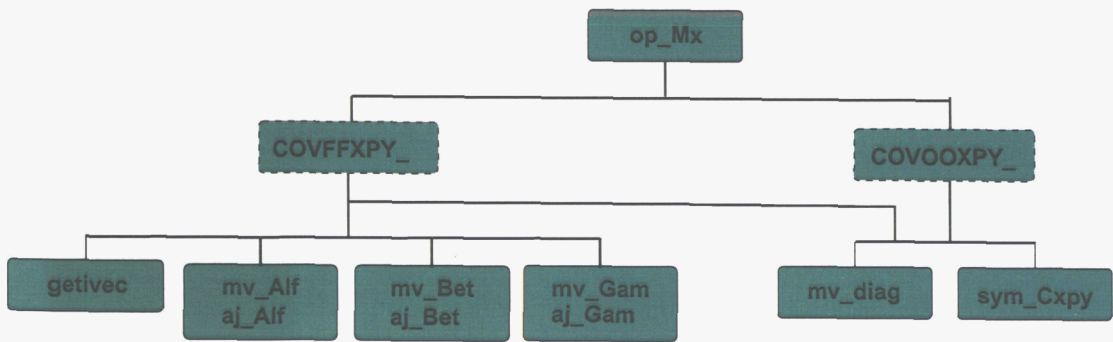 op_Mx
COVFFXPY_
COVOOXPY_
getivec
mv_Alf
aj_Alf
mv_Bet
aj_Bet
mv_Gam
aj_Gam
mv_diag
sym_Cxpy